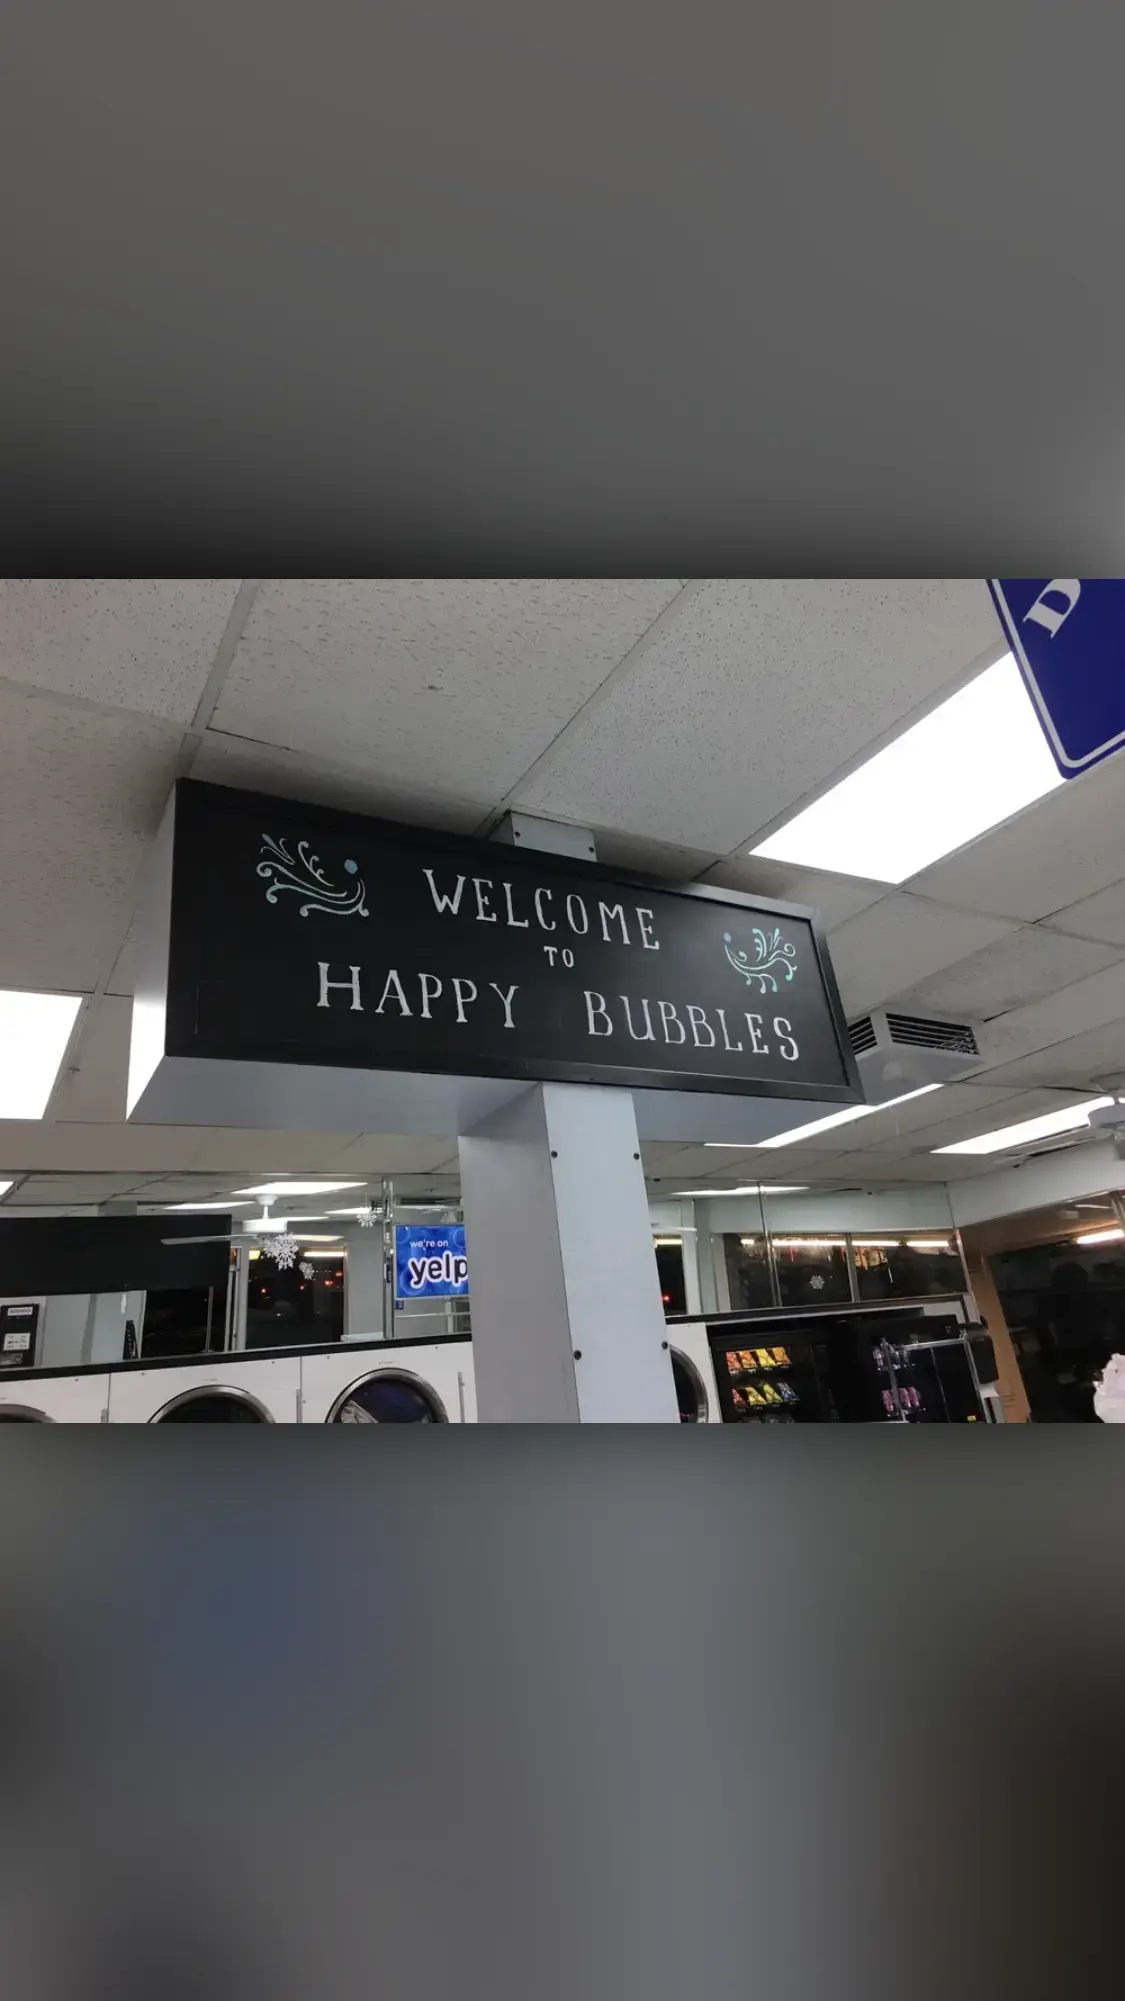 D
WELCOME
TO
HAPPY BUBBLES
we're on
yelp